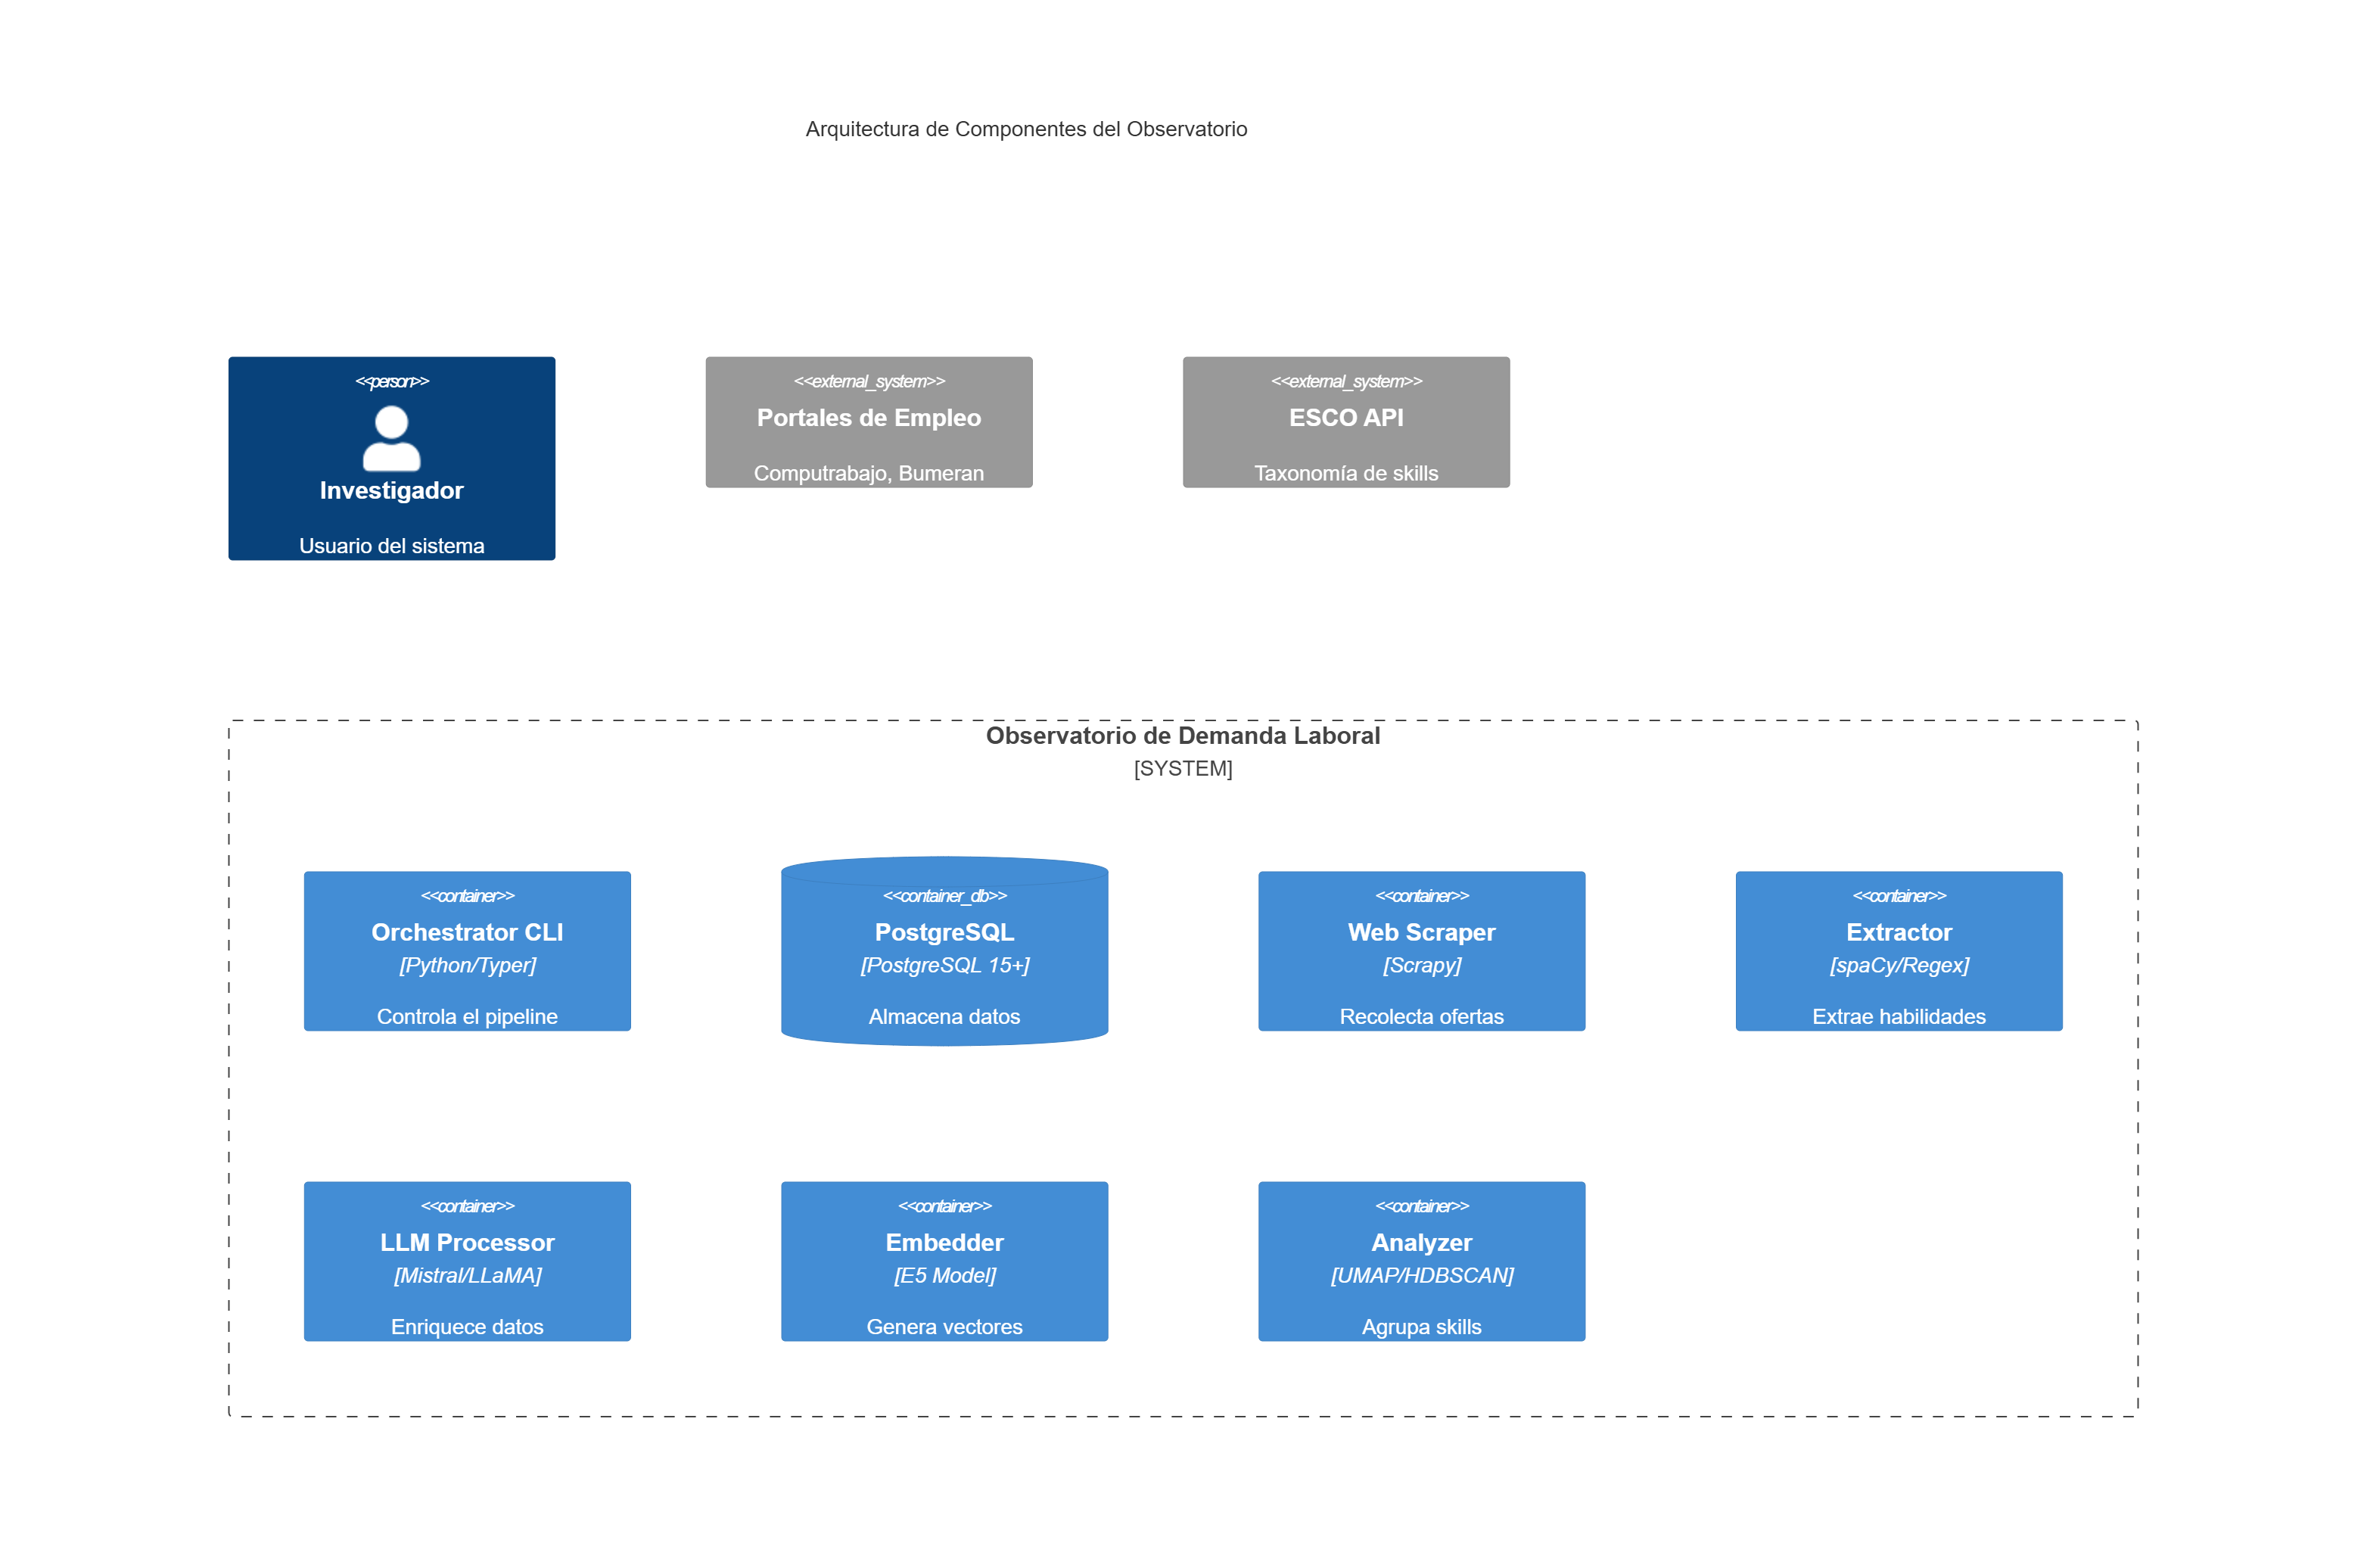 Arquitectura de Componentes del Observatorio
<<person>>
Investigador
Usuario del sistema
<<external_system>>
Portales de Empleo
Computrabajo, Bumeran
<<external_system>>
ESCO API
Taxonomía de skills
Observatorio de Demanda Laboral
[SYSTEM]
<<container>>
Orchestrator CLI
[Python/Typer]
Controla el pipeline
<<container_db>>
PostgreSQL
[PostgreSQL 15+]
Almacena datos
<<container>>
Web Scraper
[Scrapy]
Recolecta ofertas
<<container>>
Extractor
[spaCy/Regex]
Extrae habilidades
<<container>>
LLM Processor
[Mistral/LLaMA]
Enriquece datos
<<container>>
Embedder
[E5 Model]
Genera vectores
<<container>>
Analyzer
[UMAP/HDBSCAN]
Agrupa skills